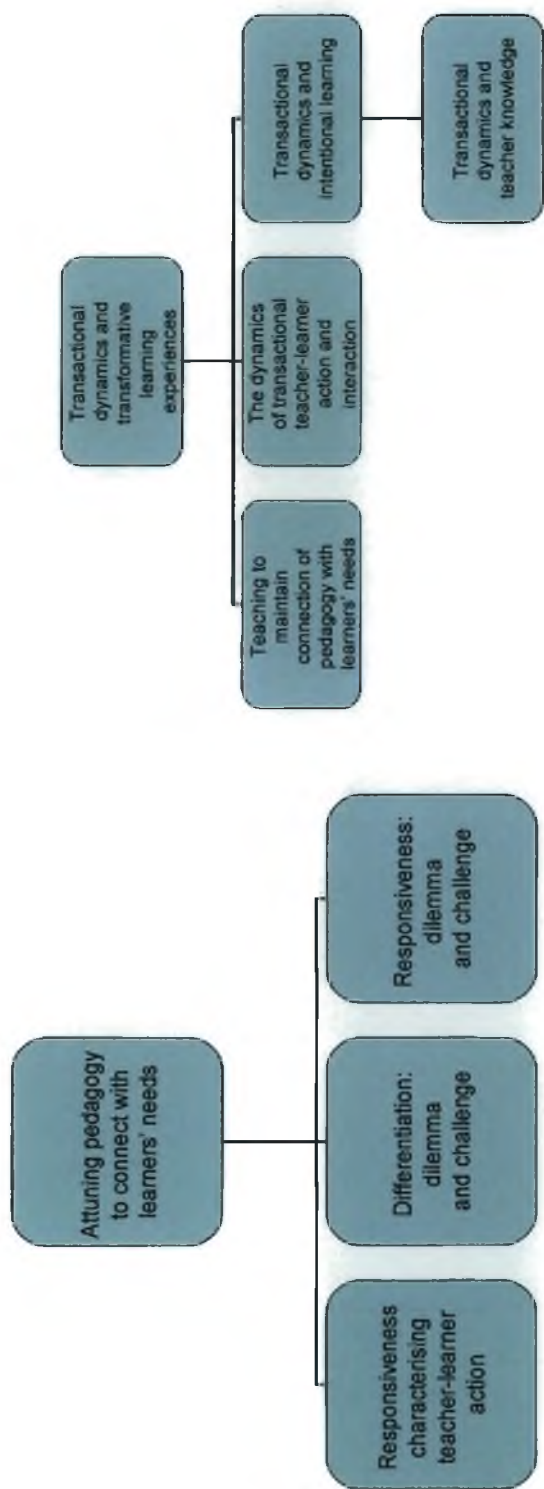 Attuning pedagogy
to connect with
learners' needs
Responsiveness
characterising
teacher-learner
action
Differentiation:
dilemma
and challenge
Responsiveness:
dilemma
and challenge
Transactional
dynamics and
transformative
learning
experiences
Teaching to
maintain
connection of
pedagogy with
learners' needs
The dynamics
of transactional
teacher-learner
action and
interaction
Transactional
dynamics and
intentional learning
Transactional
dynamics and
teacher knowledge